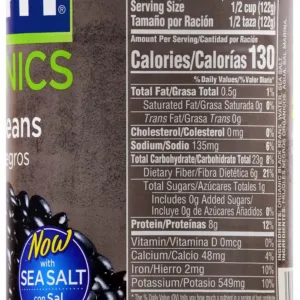 NICS
eans
egros
Now
with
SEA SALT
con Sal
Serving Size 1/2 cup (122g)
Tamaño por Ración 1/2 taza (122g)
Amount Per Serving/Cantidad por Ración
Calories/Calorías 130
% Daily Values*/% Valor Diario*
Total Fat/Grasa Total 0.5g 1%
Saturated Fat/Grasa Saturada 0g 0%
Trans Fat/Grasa Trans 0g
Cholesterol/Colesterol 0mg 0%
Sodium/Sodio 135mg 6%
Total Carbohydrate/Carbohidrato Total 23g 8%
Dietary Fiber/Fibra Dietética 6g 21%
Total Sugars/Azúcares Totales 1g
Includes 0g Added Sugars/
Incluye 0g de Azúcares Añadidos 0%
Protein/Proteínas 8g 12%
Vitamin/Vitamina D 0mcg 0%
Calcium/Calcio 48mg 4%
Iron/Hierro 2mg 10%
Potassium/Potasio 549mg 10%